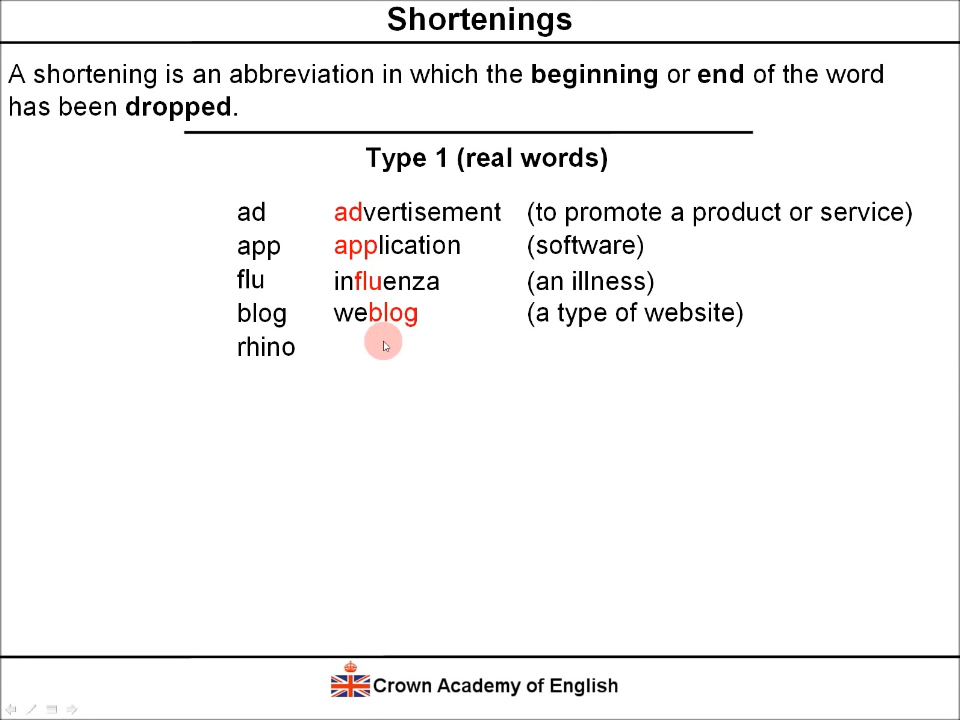 Shortenings
A shortening is an abbreviation in which the beginning or end of the word
has been dropped.
Type 1 (real words)
ad advertisement (to promote a product or service)
app application (software)
flu influenza (an illness)
blog weblog (a type of website)
rhino
Crown Academy of English